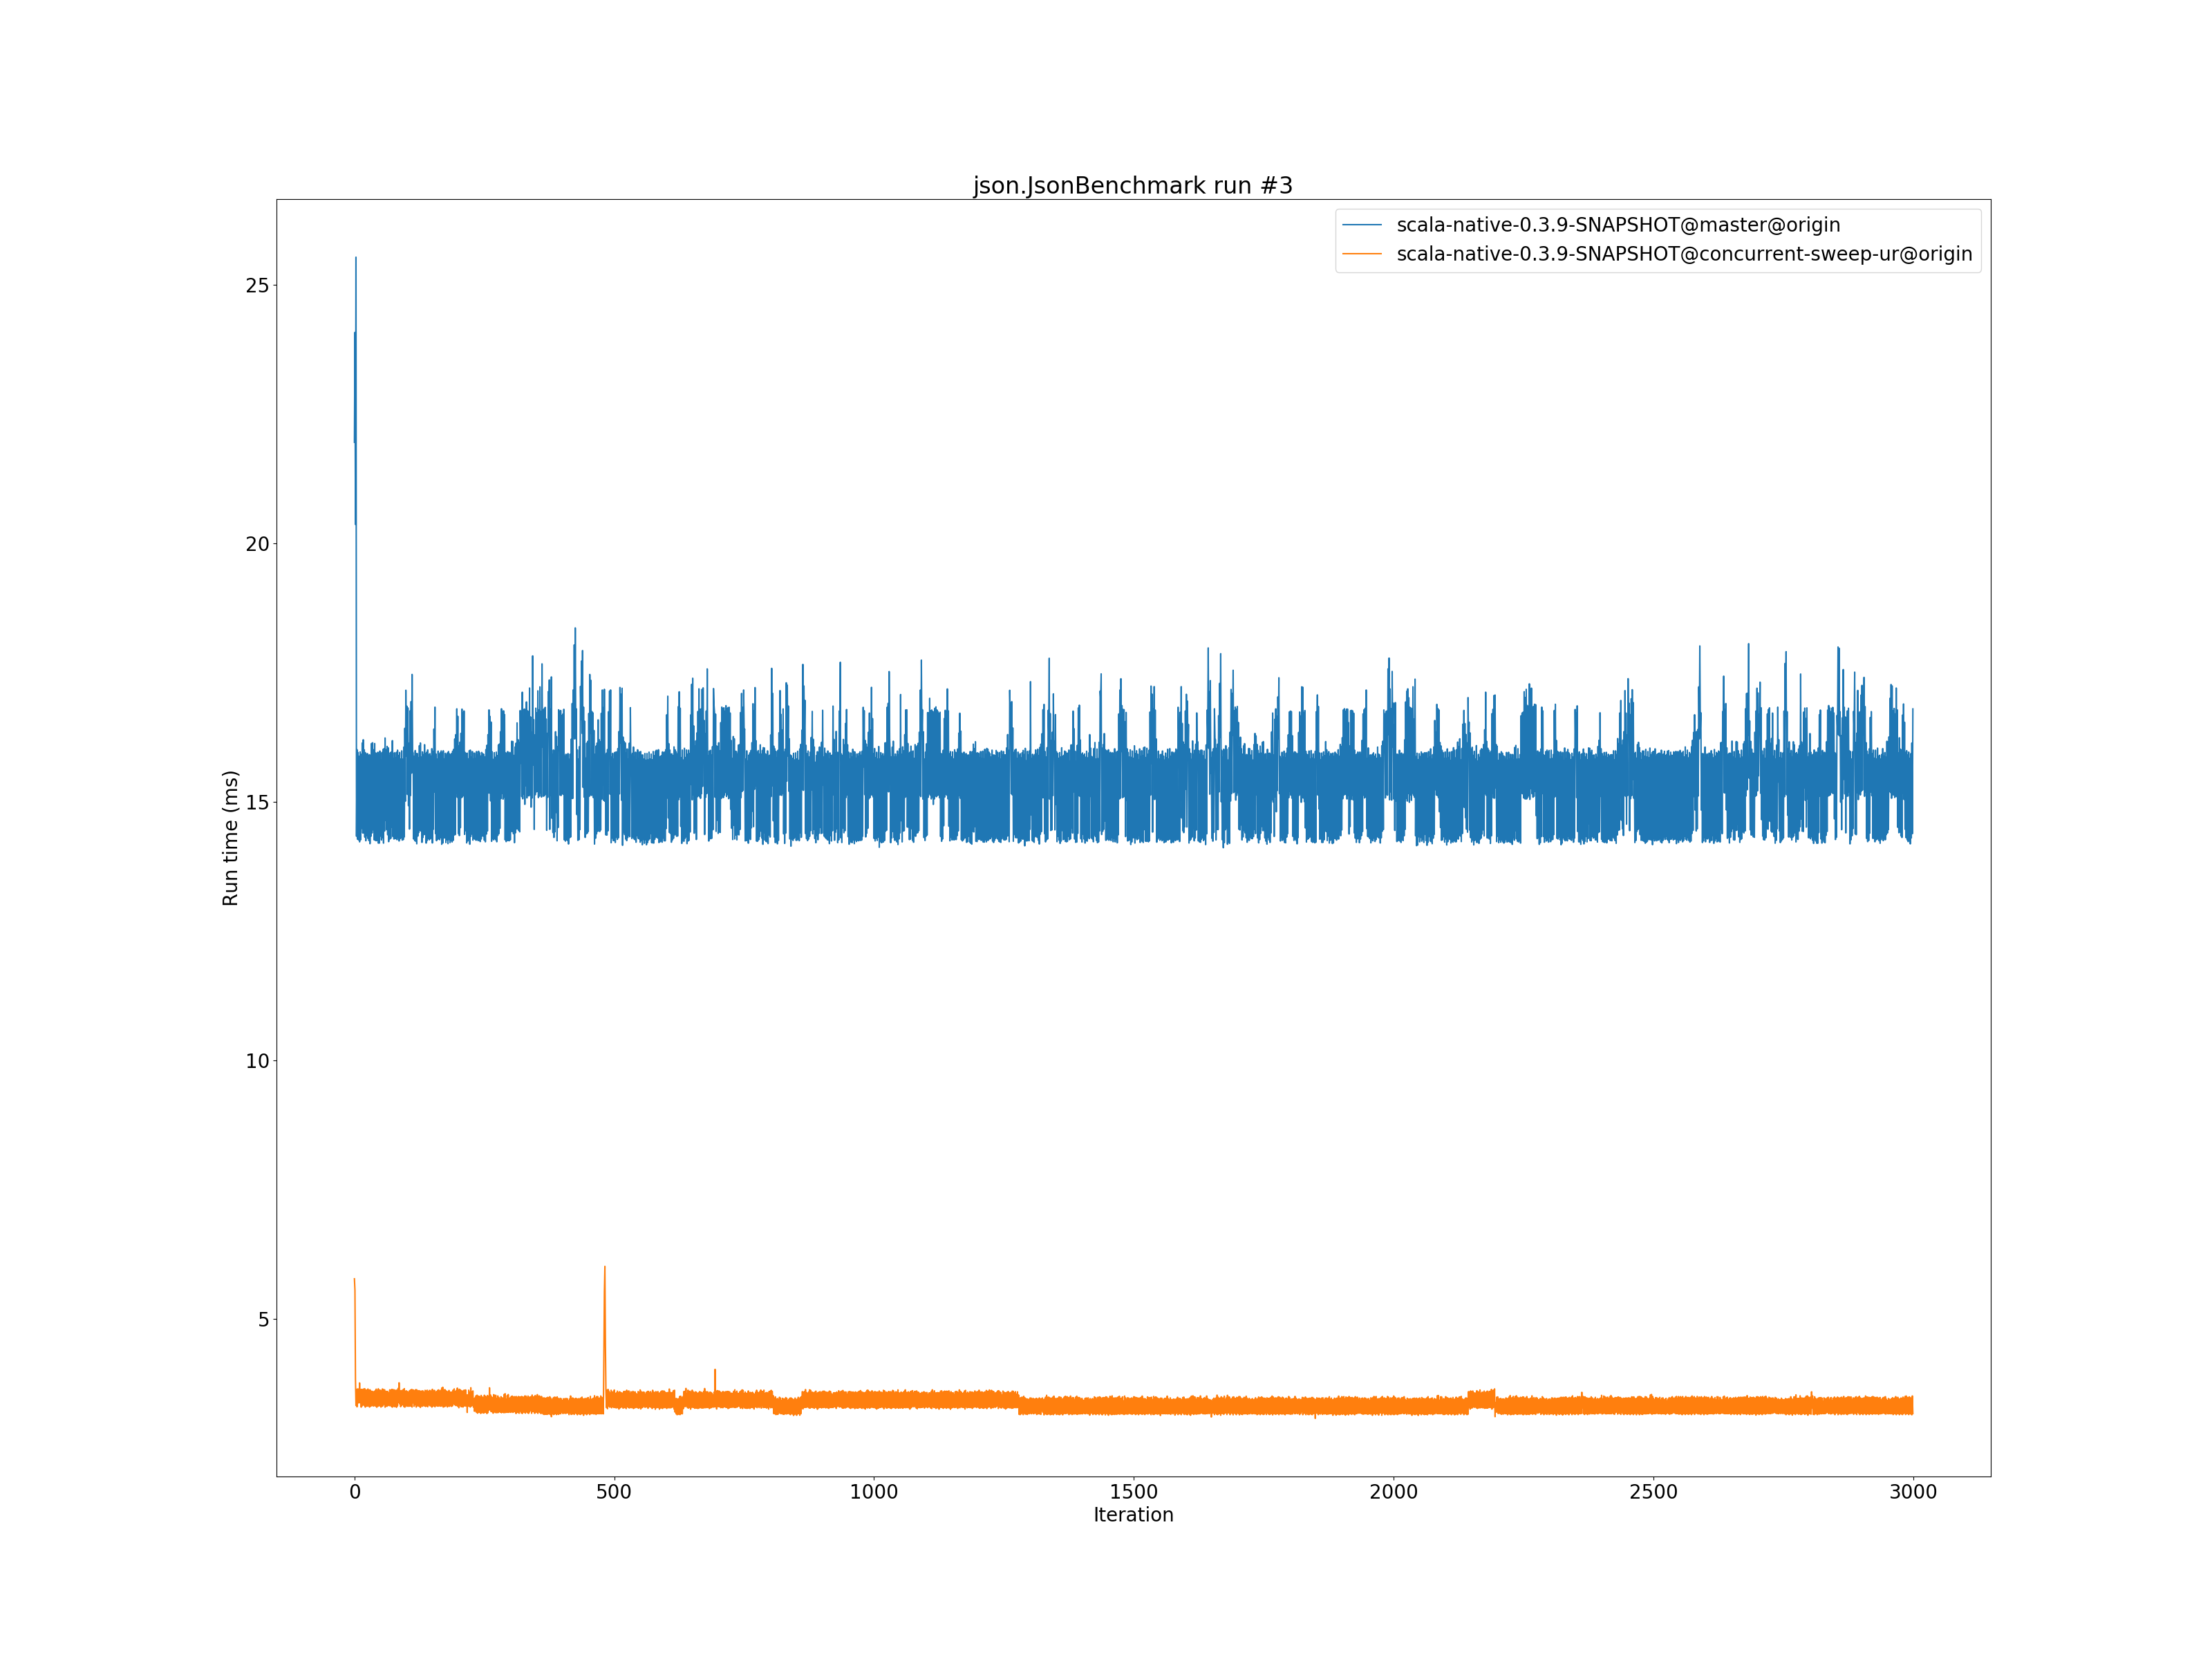 json.JsonBenchmark run #3
scala-native-0.3.9-SNAPSHOT@master@origin
scala-native-0.3.9-SNAPSHOT@concurrent-sweep-ur@origin
25
20
15
10
5
Run time (ms)
0 500 1000 1500 2000 2500 3000
Iteration